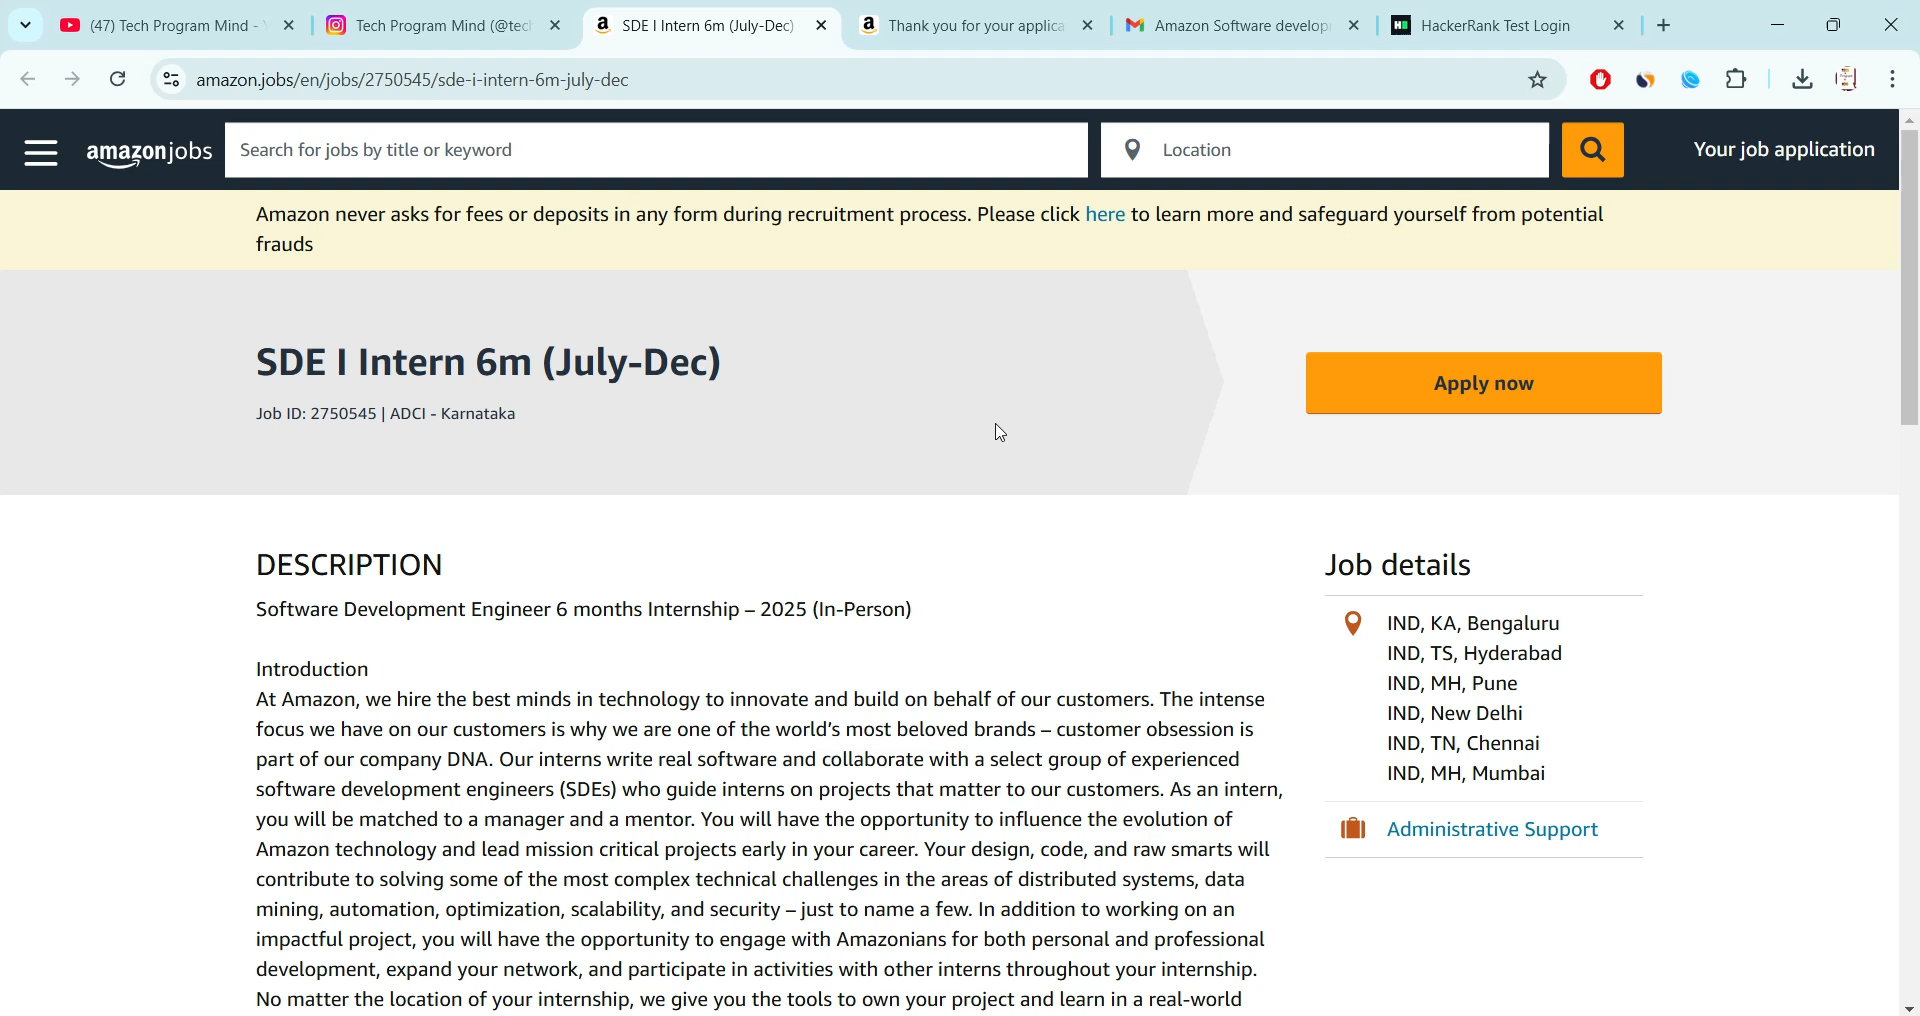 (47) Tech Program Mind -
Tech Program Mind (@tech
SDE I Intern 6m (July-Dec)
Thank you for your applica
Amazon Software develop
HackerRank Test Login
amazon.jobs/en/jobs/2750545/sde-i-intern-6m-july-dec
amazonjobs
Search for jobs by title or keyword
Location
Your job application
Amazon never asks for fees or deposits in any form during recruitment process. Please click here to learn more and safeguard yourself from potential
frauds
SDE I Intern 6m (July-Dec)
Job ID: 2750545 | ADCI - Karnataka
Apply now
DESCRIPTION
Software Development Engineer 6 months Internship – 2025 (In-Person)
Introduction
At Amazon, we hire the best minds in technology to innovate and build on behalf of our customers. The intense
focus we have on our customers is why we are one of the world’s most beloved brands – customer obsession is
part of our company DNA. Our interns write real software and collaborate with a select group of experienced
software development engineers (SDEs) who guide interns on projects that matter to our customers. As an intern,
you will be matched to a manager and a mentor. You will have the opportunity to influence the evolution of
Amazon technology and lead mission critical projects early in your career. Your design, code, and raw smarts will
contribute to solving some of the most complex technical challenges in the areas of distributed systems, data
mining, automation, optimization, scalability, and security – just to name a few. In addition to working on an
impactful project, you will have the opportunity to engage with Amazonians for both personal and professional
development, expand your network, and participate in activities with other interns throughout your internship.
No matter the location of your internship, we give you the tools to own your project and learn in a real-world
Job details
IND, KA, Bengaluru
IND, TS, Hyderabad
IND, MH, Pune
IND, New Delhi
IND, TN, Chennai
IND, MH, Mumbai
Administrative Support